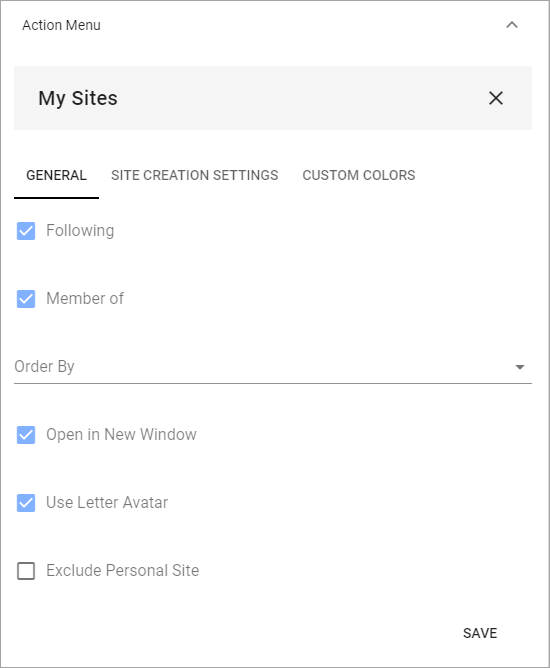 Action Menu
My Sites
GENERAL SITE CREATION SETTINGS CUSTOM COLORS
Following
Member of
Order By
Open in New Window
Use Letter Avatar
Exclude Personal Site
SAVE